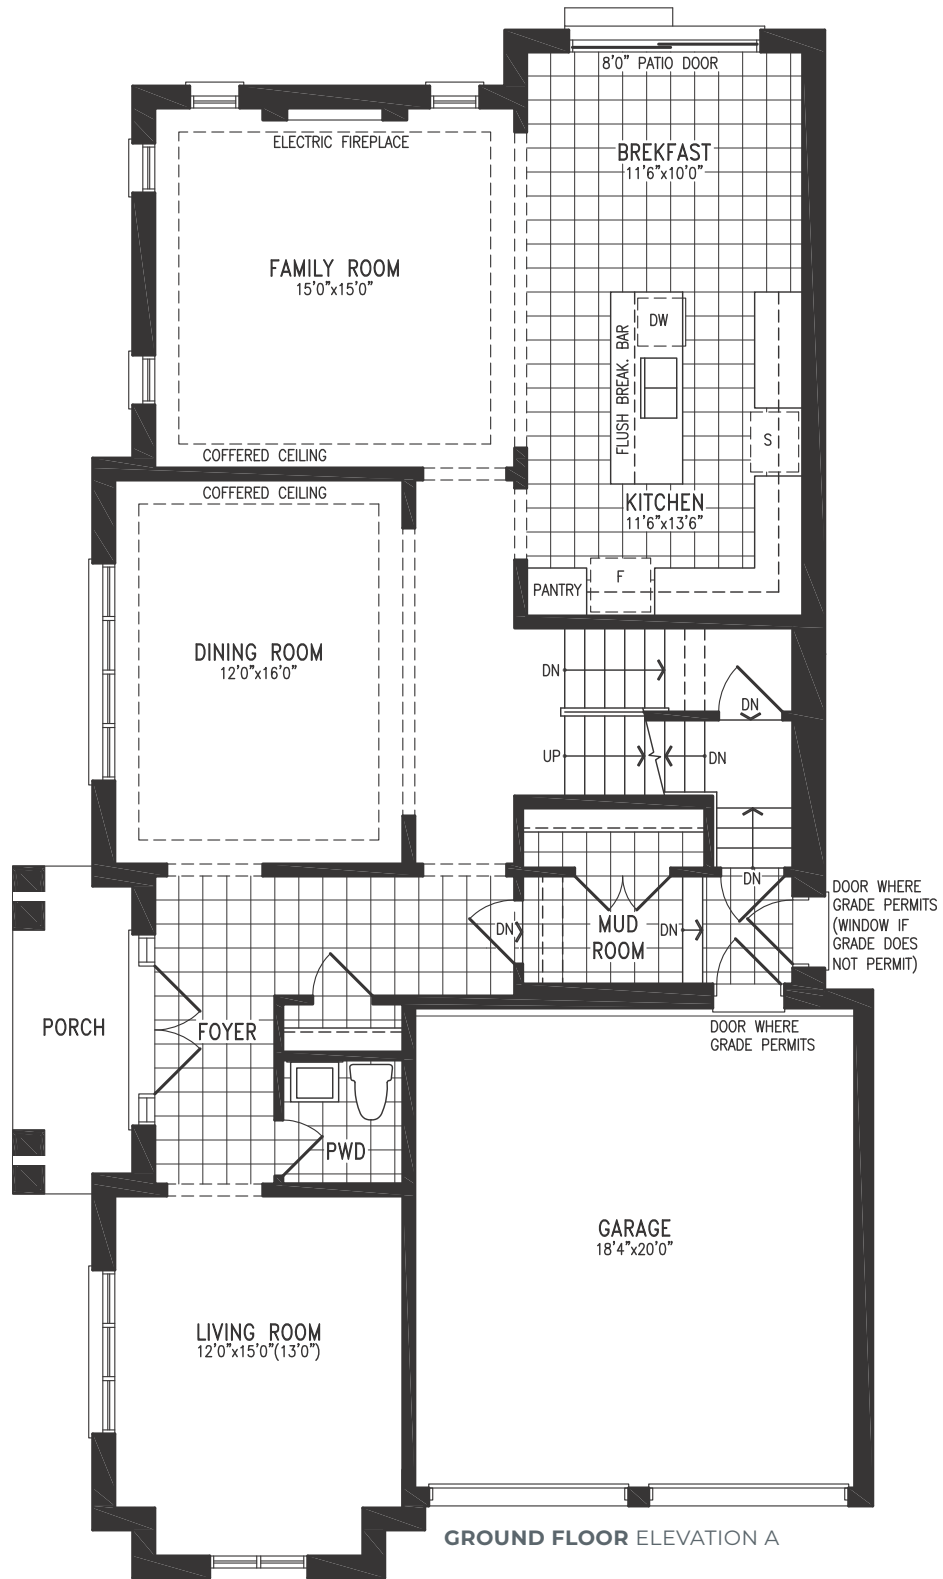 8'0" PATIO DOOR
ELECTRIC FIREPLACE
BREKFAST
11'6"x10'0"
FAMILY ROOM
15'0"x15'0"
DW
FLUSH BREAK. BAR
S
COFFERED CEILING
COFFERED CEILING
KITCHEN
11'6"x13'6"
PANTRY
F
DINING ROOM
12'0"x16'0"
DN
DN
UP
DN
DN
DOOR WHERE
GRADE PERMITS
(WINDOW IF
GRADE DOES
NOT PERMIT)
MUD
ROOM
DN
DN
PORCH
FOYER
DOOR WHERE
GRADE PERMITS
PWD
GARAGE
18'4"x20'0"
LIVING ROOM
12'0"x15'0"(13'0")
GROUND FLOOR ELEVATION A